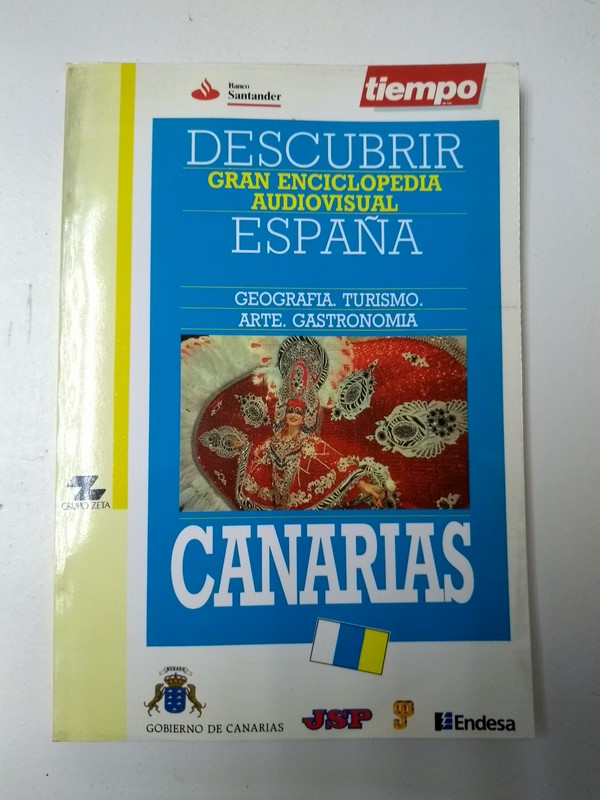 Banco
Santander
tiempo
DESCUBRIR
GRAN ENCICLOPEDIA
AUDIOVISUAL
ESPAÑA
GEOGRAFIA. TURISMO.
ARTE. GASTRONOMIA
GRUPO ZETA
CANARIAS
GOBIERNO DE CANARIAS
JSP
Endesa